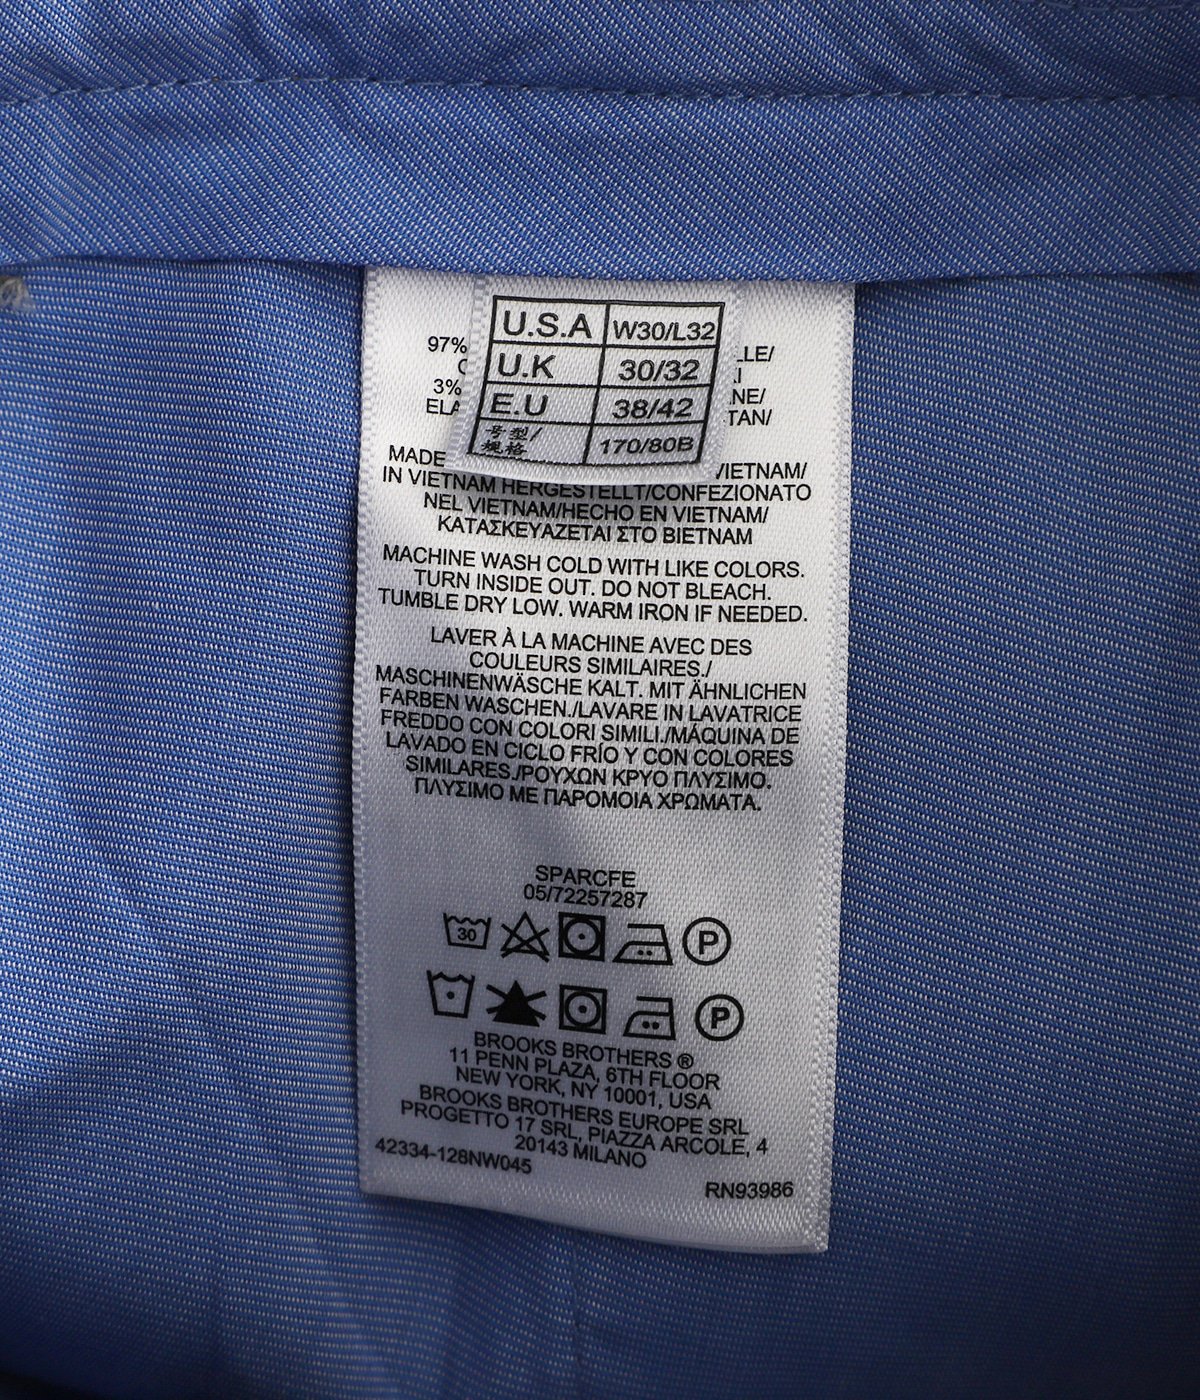 U.S.A W30/L32
U.K 30/32
E.U 38/42
号型/规格 170/80B
97%
3%
MADE VIETNAM/
IN VIETNAM HERGESTELLT/CONFEZIONATO
NEL VIETNAM/HECHO EN VIETNAM/
ΚΑΤΑΣΚΕΥΑΖΕΤΑΙ ΣΤΟ ΒΙΕΤΝΑΜ
MACHINE WASH COLD WITH LIKE COLORS.
TURN INSIDE OUT. DO NOT BLEACH.
TUMBLE DRY LOW. WARM IRON IF NEEDED.
LAVER À LA MACHINE AVEC DES
COULEURS SIMILAIRES./
MASCHINENWÄSCHE KALT. MIT ÄHNLICHEN
FARBEN WASCHEN./LAVARE IN LAVATRICE
FREDDO CON COLORI SIMILI./MÁQUINA DE
LAVADO EN CICLO FRÍO Y CON COLORES
SIMILARES./ΡΟΥΧΩΝ ΚΡΥΟ ΠΛΥΣΙΜΟ.
ΠΛΥΣΙΜΟ ΜΕ ΠΑΡΟΜΟΙΑ ΧΡΩΜΑΤΑ.
SPARCFE
05/72257287
30 P
P
BROOKS BROTHERS ®
11 PENN PLAZA, 6TH FLOOR
NEW YORK, NY 10001, USA
BROOKS BROTHERS EUROPE SRL
PROGETTO 17 SRL, PIAZZA ARCOLE, 4
20143 MILANO
42334-128NW045
RN93986